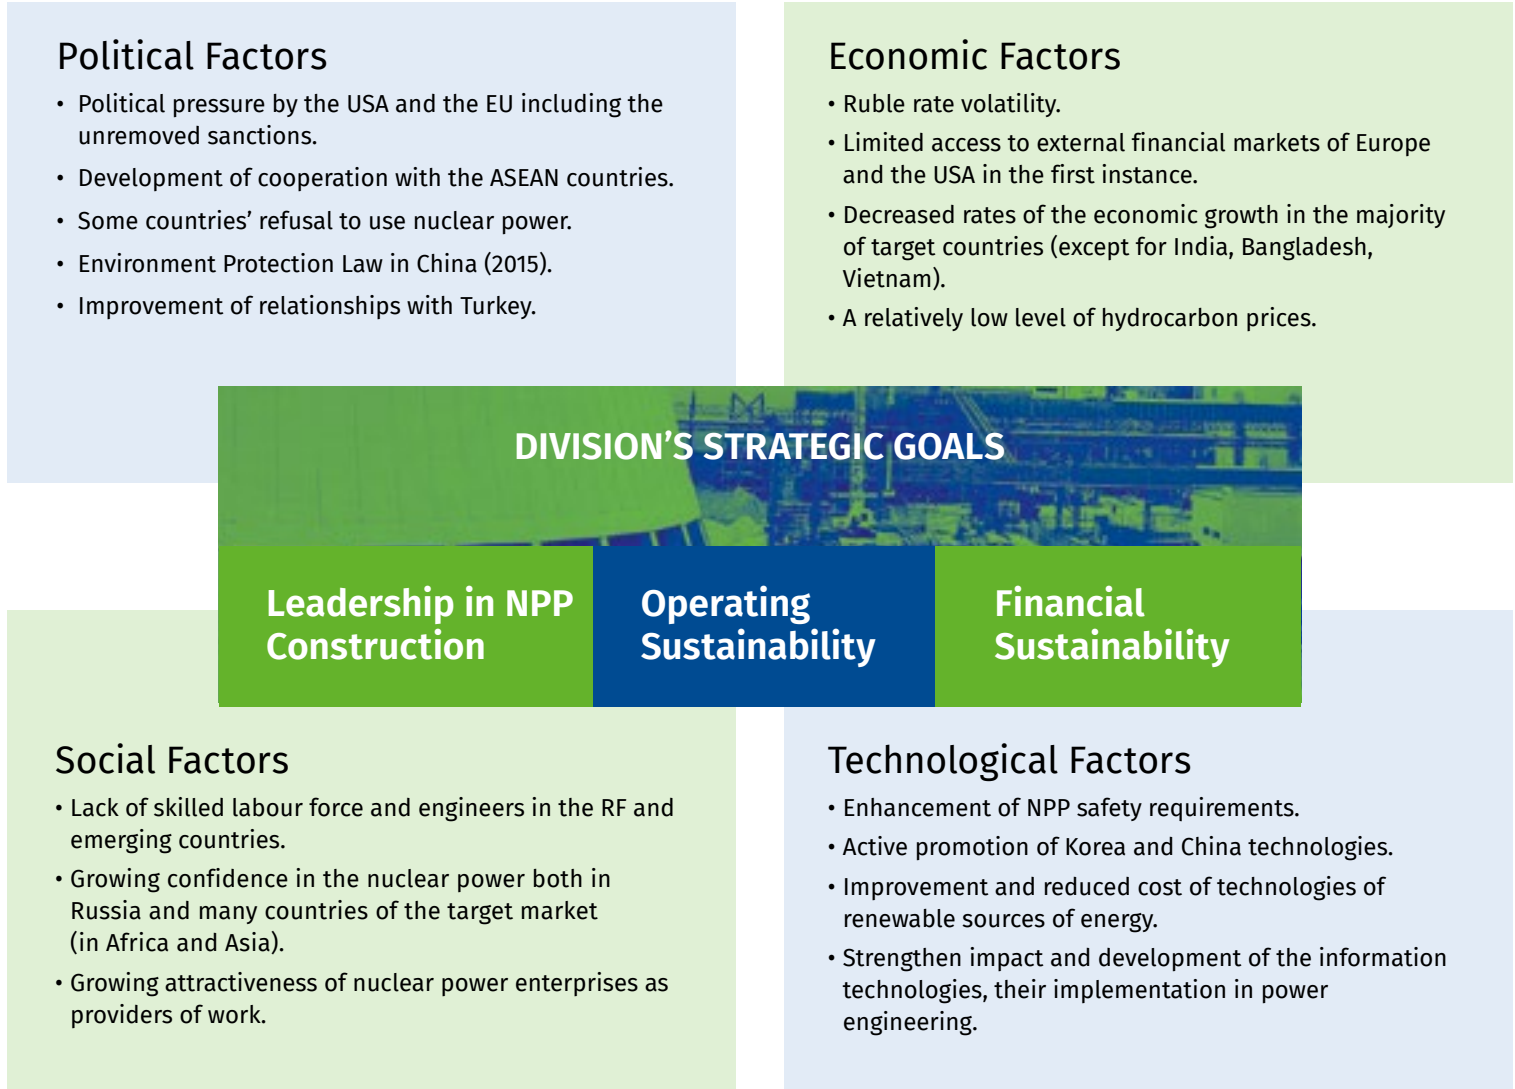 Political Factors
• Political pressure by the USA and the EU including the
unremoved sanctions.
• Development of cooperation with the ASEAN countries.
• Some countries’ refusal to use nuclear power.
• Environment Protection Law in China (2015).
• Improvement of relationships with Turkey.
Economic Factors
• Ruble rate volatility.
• Limited access to external financial markets of Europe
and the USA in the first instance.
• Decreased rates of the economic growth in the majority
of target countries (except for India, Bangladesh,
Vietnam).
• A relatively low level of hydrocarbon prices.
DIVISION’S STRATEGIC GOALS
Leadership in NPP
Construction
Operating
Sustainability
Financial
Sustainability
Social Factors
• Lack of skilled labour force and engineers in the RF and
emerging countries.
• Growing confidence in the nuclear power both in
Russia and many countries of the target market
(in Africa and Asia).
• Growing attractiveness of nuclear power enterprises as
providers of work.
Technological Factors
• Enhancement of NPP safety requirements.
• Active promotion of Korea and China technologies.
• Improvement and reduced cost of technologies of
renewable sources of energy.
• Strengthen impact and development of the information
technologies, their implementation in power
engineering.